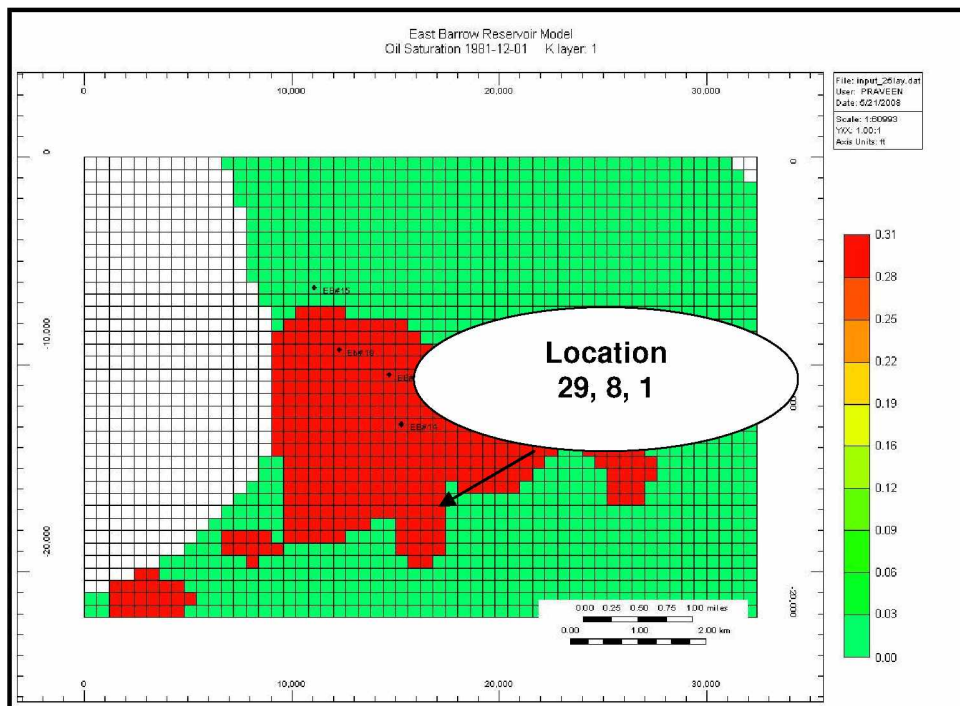 East Barrow Reservoir Model
Oil Saturation 1981-12-01 K layer: 1
File: input_26lay.dat
User: PRAVEEN
Date: 6/21/2008
Scale: 1:60993
Y/X: 1.00:1
Axis Units: ft
0 10,000 20,000 30,000
0 0
EB#15
-10,000
Location
29, 8, 1
-20,000 -20,000
0.00 0.25 0.50 0.75 1.00 miles
0.00 1.00 2.00 km
0 10,000 20,000 30,000
0.31
0.28
0.25
0.22
0.19
0.16
0.12
0.09
0.06
0.03
0.00